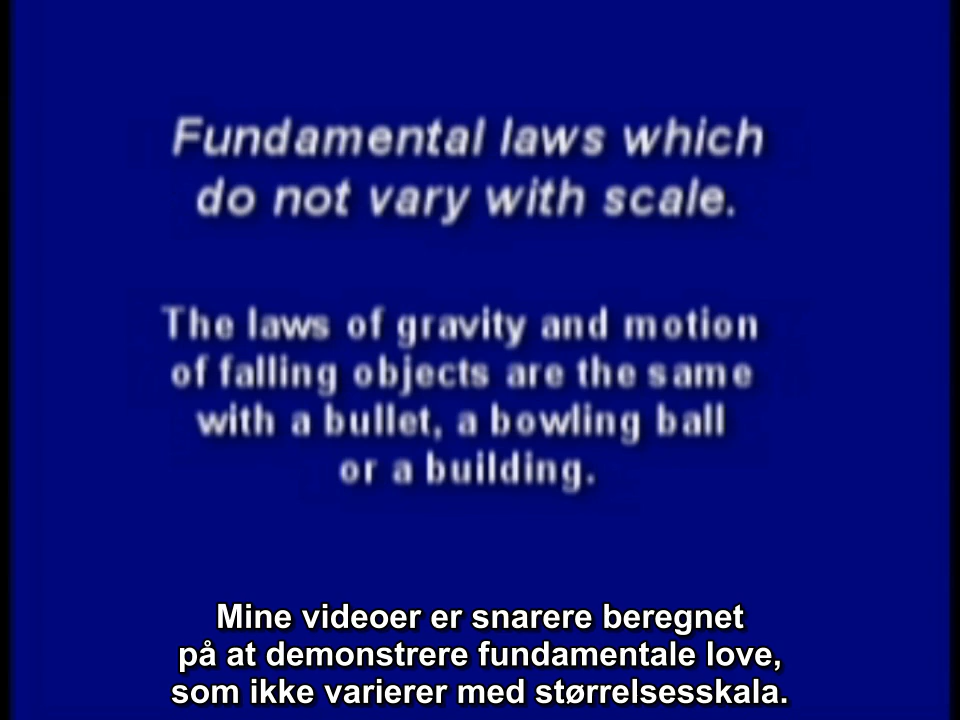 Fundamental laws which
do not vary with scale.
The laws of gravity and motion
of falling objects are the same
with a bullet, a bowling ball
or a building.
Mine videoer er snarere beregnet
på at demonstrere fundamentale love,
som ikke varierer med størrelsesskala.